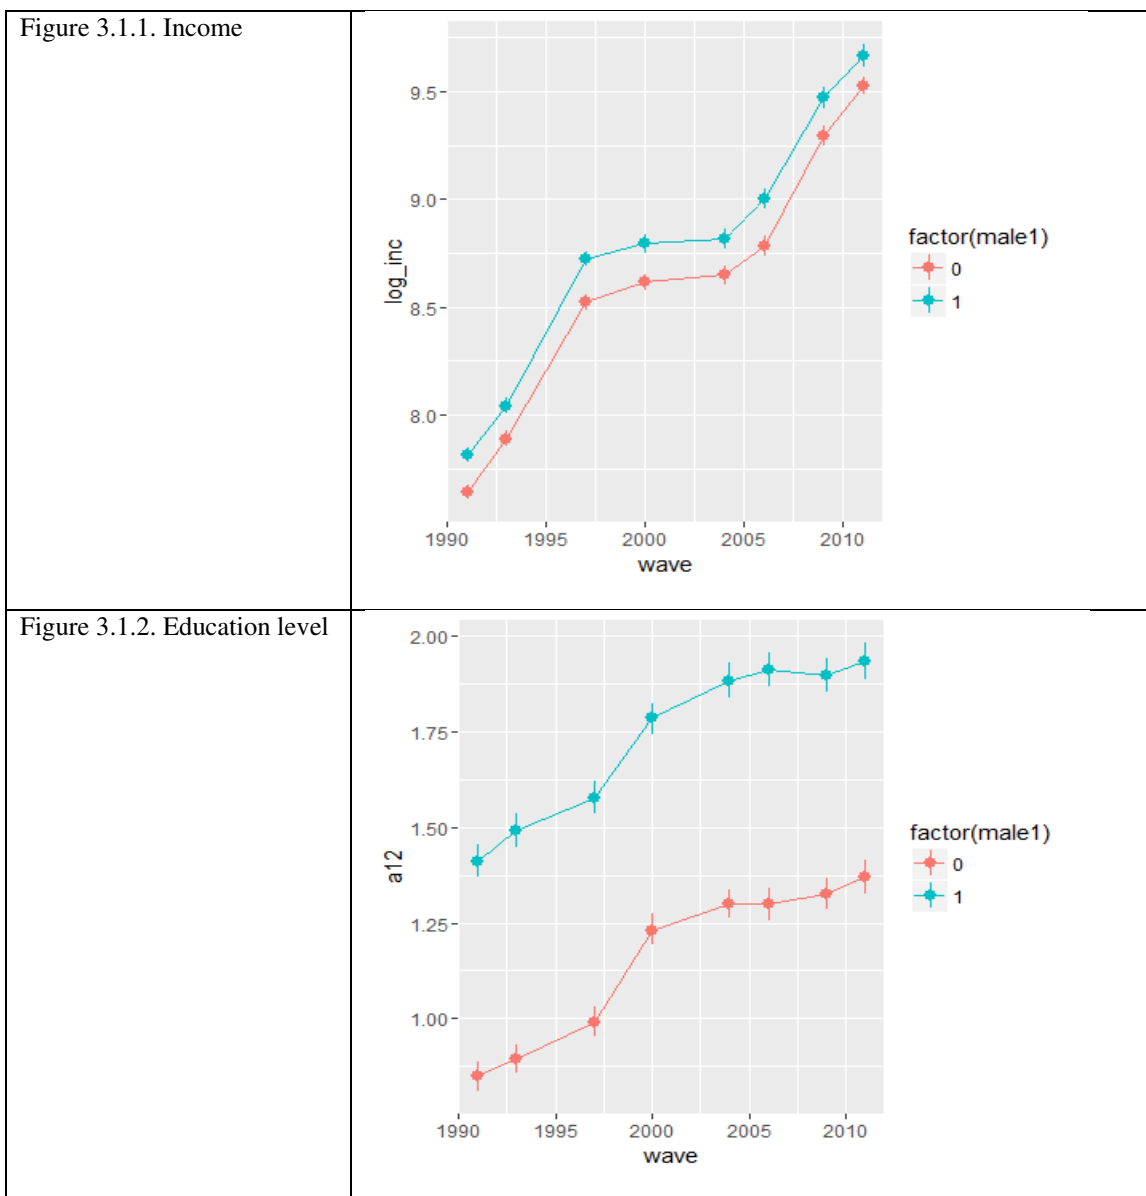 Figure 3.1.1. Income
9.5
9.0
8.5
8.0
log_inc
1990 1995 2000 2005 2010
wave
factor(male1)
0
1
Figure 3.1.2. Education level
2.00
1.75
1.50
1.25
1.00
a12
1990 1995 2000 2005 2010
wave
factor(male1)
0
1